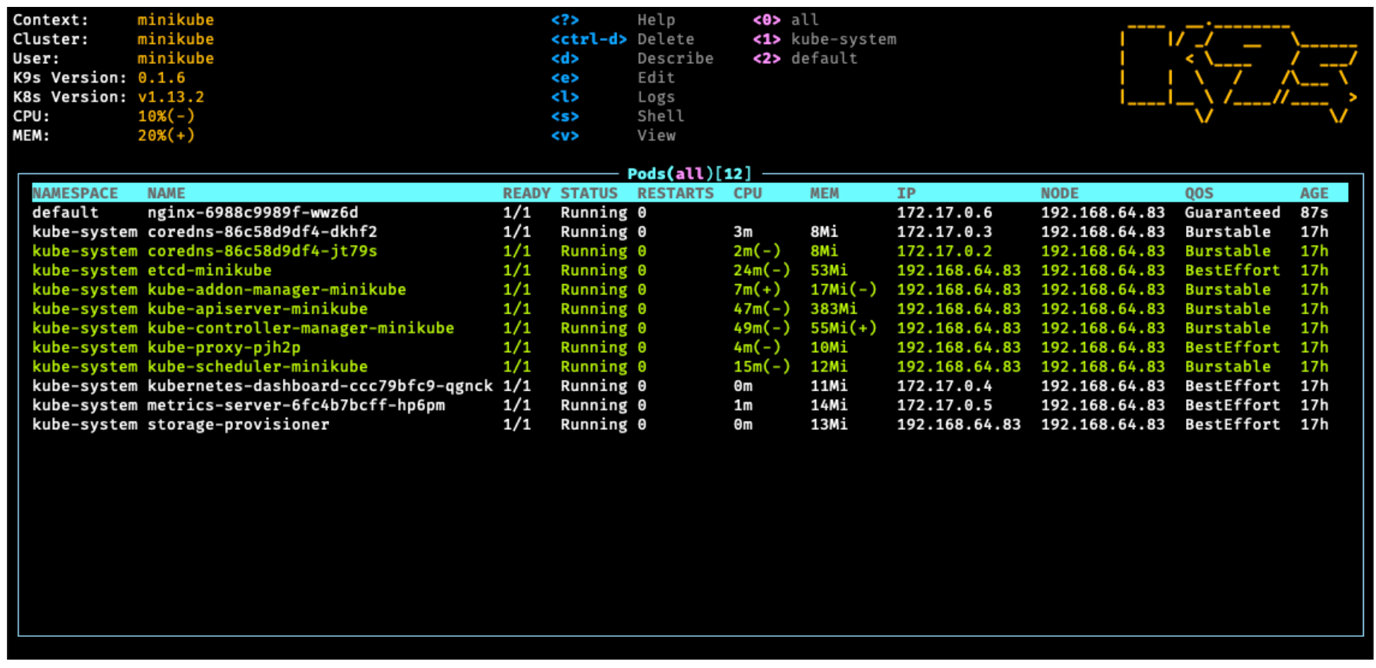 Context: minikube <?> Help <0> all
Cluster: minikube <ctrl-d> Delete <1> kube-system
User: minikube <d> Describe <2> default
K9s Version: 0.1.6 <e> Edit
K8s Version: v1.13.2 <l> Logs
CPU: 10%(-) <s> Shell
MEM: 20%(+) <v> View
K9s
Pods(all)[12]
NAMESPACE NAME READY STATUS RESTARTS CPU MEM IP NODE QOS AGE
default nginx-6988c9989f-wwz6d 1/1 Running 0 172.17.0.6 192.168.64.83 Guaranteed 87s
kube-system coredns-86c58d9df4-dkhf2 1/1 Running 0 3m 8Mi 172.17.0.3 192.168.64.83 Burstable 17h
kube-system coredns-86c58d9df4-jt79s 1/1 Running 0 2m(-) 8Mi 172.17.0.2 192.168.64.83 Burstable 17h
kube-system etcd-minikube 1/1 Running 0 24m(-) 53Mi 192.168.64.83 192.168.64.83 BestEffort 17h
kube-system kube-addon-manager-minikube 1/1 Running 0 7m(+) 17Mi(-) 192.168.64.83 192.168.64.83 Burstable 17h
kube-system kube-apiserver-minikube 1/1 Running 0 47m(-) 383Mi 192.168.64.83 192.168.64.83 Burstable 17h
kube-system kube-controller-manager-minikube 1/1 Running 0 49m(-) 55Mi(+) 192.168.64.83 192.168.64.83 Burstable 17h
kube-system kube-proxy-pjh2p 1/1 Running 0 4m(-) 10Mi 192.168.64.83 192.168.64.83 BestEffort 17h
kube-system kube-scheduler-minikube 1/1 Running 0 15m(-) 12Mi 192.168.64.83 192.168.64.83 Burstable 17h
kube-system kubernetes-dashboard-ccc79bfc9-qgnck 1/1 Running 0 0m 11Mi 172.17.0.4 192.168.64.83 BestEffort 17h
kube-system metrics-server-6fc4b7bcff-hp6pm 1/1 Running 0 1m 14Mi 172.17.0.5 192.168.64.83 BestEffort 17h
kube-system storage-provisioner 1/1 Running 0 0m 13Mi 192.168.64.83 192.168.64.83 BestEffort 17h